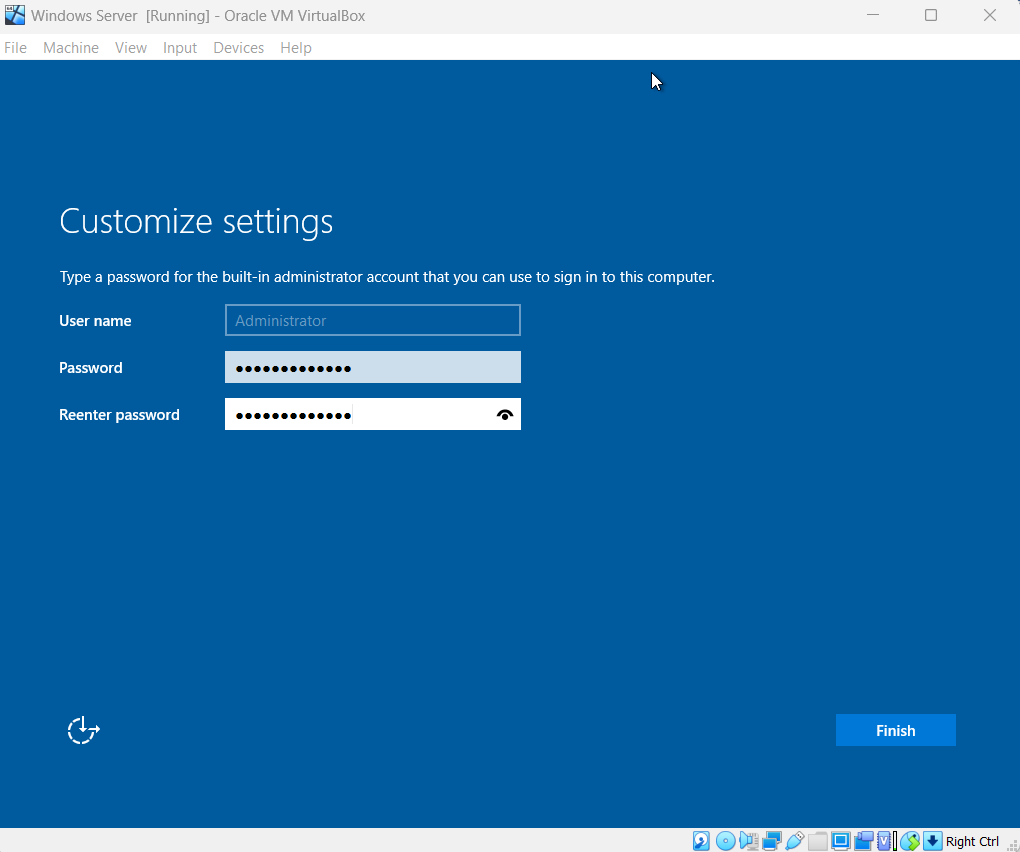 Windows Server [Running] - Oracle VM VirtualBox
File Machine View Input Devices Help
Customize settings
Type a password for the built-in administrator account that you can use to sign in to this computer.
User name Administrator
Password •••••••••••••
Reenter password •••••••••••••
Finish
Right Ctrl